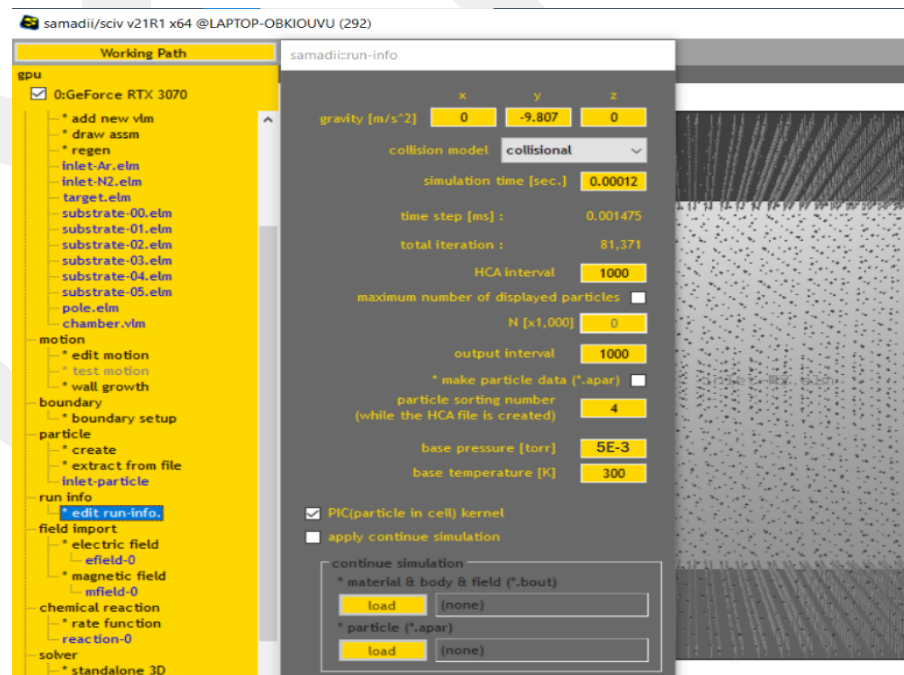 samadii/sciv v21R1 x64 @LAPTOP-OBKIOUVU (292)
Working Path
gpu
0:GeForce RTX 3070
* add new vlm
* draw assm
* regen
inlet-Ar.elm
inlet-N2.elm
target.elm
substrate-00.elm
substrate-01.elm
substrate-02.elm
substrate-03.elm
substrate-04.elm
substrate-05.elm
pole.elm
chamber.vlm
motion
* edit motion
* test motion
* wall growth
boundary
* boundary setup
particle
* create
* extract from file
inlet-particle
run info
* edit run-info.
field import
* electric field
efield-0
* magnetic field
mfield-0
chemical reaction
* rate function
reaction-0
solver
* standalone 3D
samadii::run-info
x y z
gravity [m/s^2] 0 -9.807 0
collision model collisional
simulation time [sec.] 0.00012
time step [ms] : 0.001475
total iteration : 81,371
HCA interval 1000
maximum number of displayed particles
N [x1,000] 0
output interval 1000
* make particle data (*.apar)
particle sorting number
(while the HCA file is created) 4
base pressure [torr] 5E-3
base temperature [K] 300
PIC(particle in cell) kernel
apply continue simulation
continue simulation
* material & body & field (*.bout)
load (none)
* particle (*.apar)
load (none)